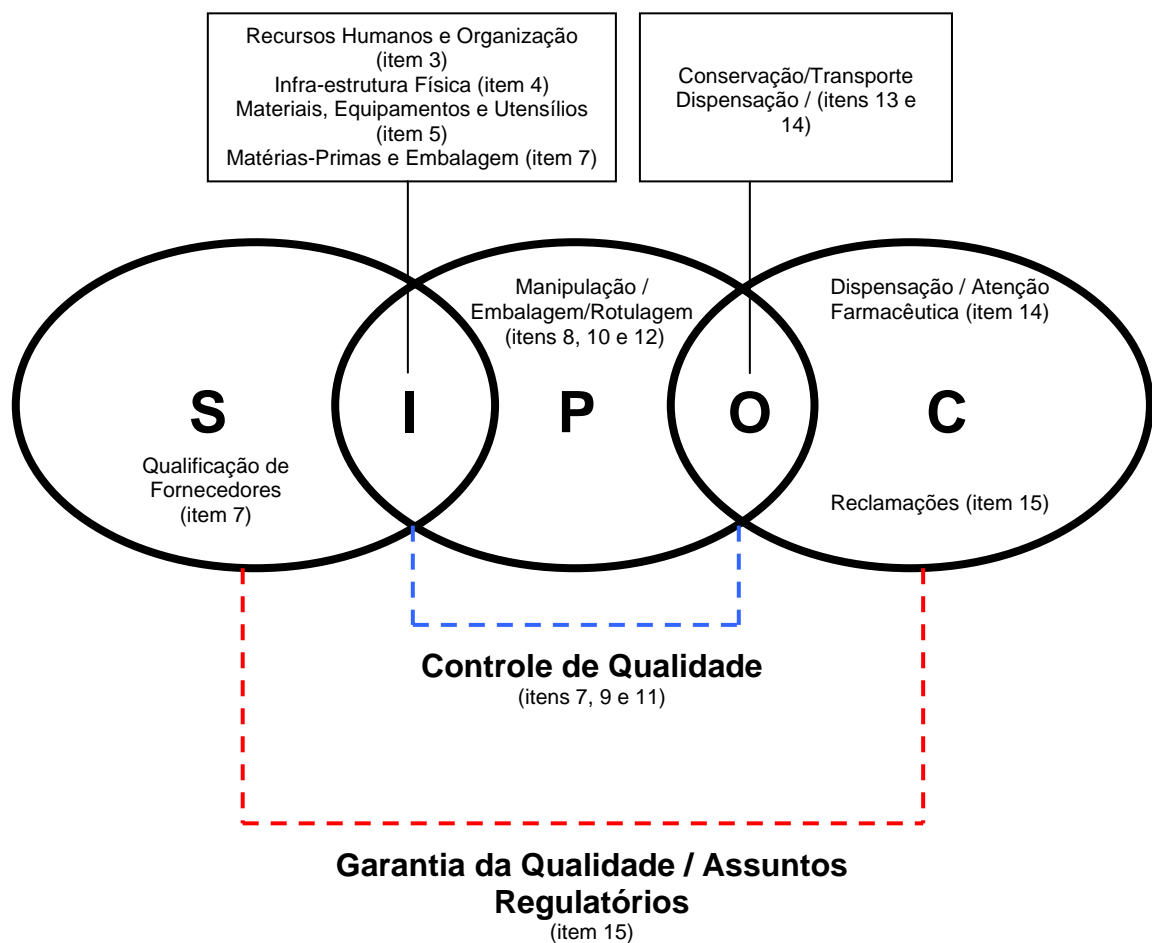 Recursos Humanos e Organização
(item 3)
Infra-estrutura Física (item 4)
Materiais, Equipamentos e Utensílios
(item 5)
Matérias-Primas e Embalagem (item 7)
Conservação/Transporte
Dispensação / (itens 13 e
14)
Manipulação /
Embalagem/Rotulagem
(itens 8, 10 e 12)
Dispensação / Atenção
Farmacêutica (item 14)
S
I
P
O
C
Qualificação de
Fornecedores
(item 7)
Reclamações (item 15)
Controle de Qualidade
(itens 7, 9 e 11)
Garantia da Qualidade / Assuntos
Regulatórios
(item 15)